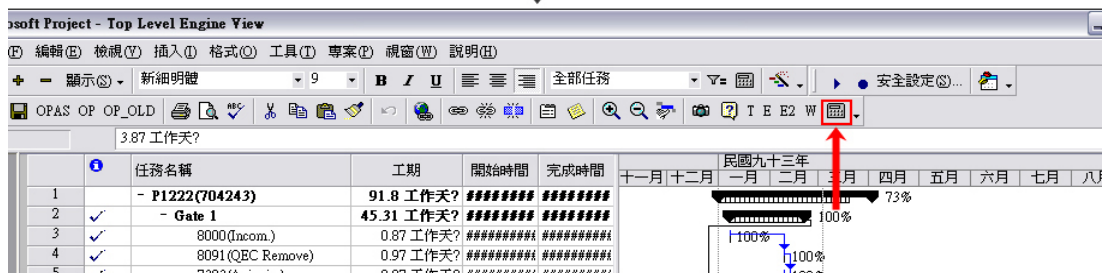 osoft Project - Top Level Engine View
(F) 編輯(E) 檢視(V) 插入(I) 格式(O) 工具(T) 專案(P) 視窗(W) 說明(H)
顯示(S) 新細明體 9 B I U 全部任務 安全設定(S)...
OPAS OP OP_OLD ABC T E E2 W
3.87 工作天?
任務名稱 工期 開始時間 完成時間 民國九十三年
十一月 十二月 一月 二月 三月 四月 五月 六月 七月 八月
1 - P1222(704243) 91.8 工作天? ######## ######## 73%
2 - Gate 1 45.31 工作天? ######## ######## 100%
3 8000(Incom.) 0.87 工作天? ######### ######### 100%
4 8091(QEC Remove) 0.97 工作天? ######### ######### 100%